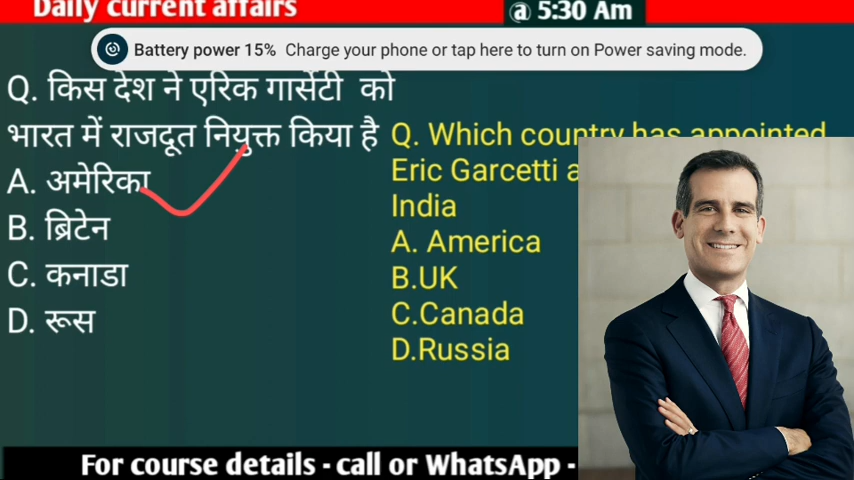 Daily current affairs
@ 5:30 Am
Battery power 15% Charge your phone or tap here to turn on Power saving mode.
Q. किस देश ने एरिक गार्सेटी को
भारत में राजदूत नियुक्त किया है
A. अमेरिका
B. ब्रिटेन
C. कनाडा
D. रूस
Q. Which country has appointed
Eric Garcetti a
India
A. America
B.UK
C.Canada
D.Russia
For course details - call or WhatsApp -